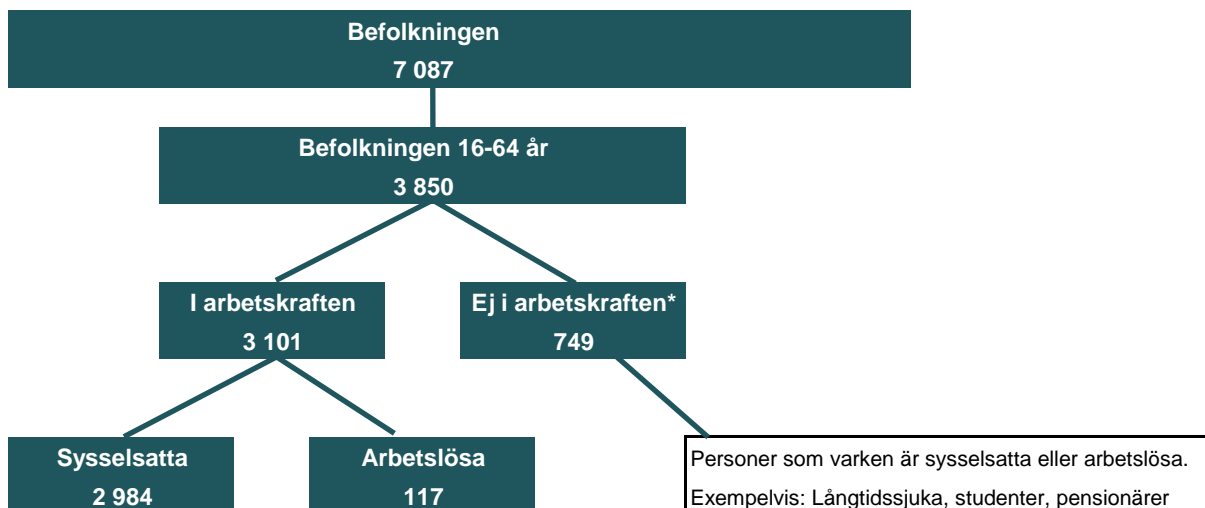 Befolkningen
7 087
Befolkningen 16-64 år
3 850
I arbetskraften
3 101
Ej i arbetskraften*
749
Sysselsatta
2 984
Arbetslösa
117
Personer som varken är sysselsatta eller arbetslösa.
Exempelvis: Långtidssjuka, studenter, pensionärer